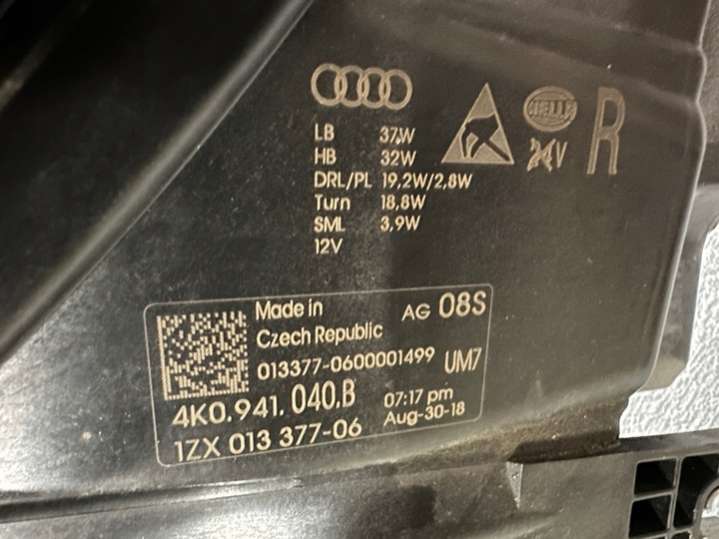 LB 37W
HB 32W
DRL/PL 19,2W/2,8W
Turn 18,8W
SML 3,9W
12V
HELLA
24V
R
Made in
Czech Republic
AG 08S
013377-0600001499
UM7
4K0.941.040.B
07:17 pm
Aug-30-18
1ZX 013 377-06